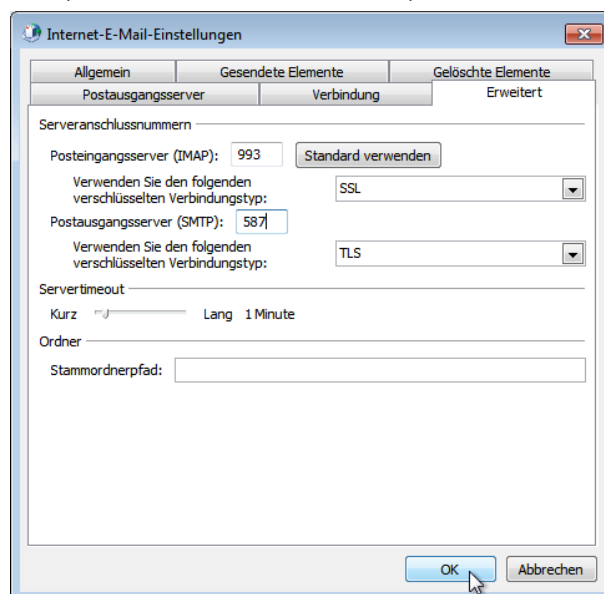 Internet-E-Mail-Einstellungen
Allgemein Gesendete Elemente Gelöschte Elemente
Postausgangsserver Verbindung Erweitert
Serveranschlussnummern
Posteingangsserver (IMAP): 993 Standard verwenden
Verwenden Sie den folgenden
verschlüsselten Verbindungstyp: SSL
Postausgangsserver (SMTP): 587
Verwenden Sie den folgenden
verschlüsselten Verbindungstyp: TLS
Servertimeout
Kurz Lang 1 Minute
Ordner
Stammordnerpfad:
OK Abbrechen